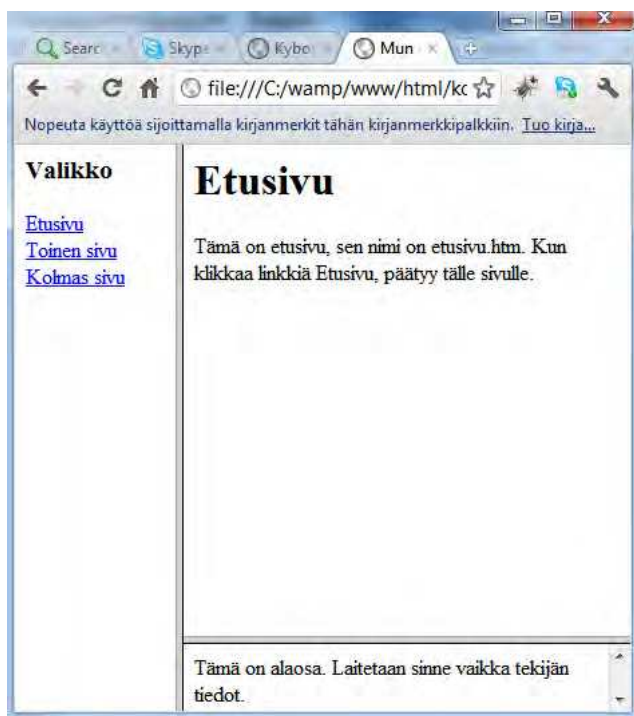 Searc
Skype
Kybo
Mun
file:///C:/wamp/www/html/kc
Nopeuta käyttöä sijoittamalla kirjanmerkit tähän kirjanmerkkipalkkiin. Tuo kirja...
Valikko
Etusivu
Toinen sivu
Kolmas sivu
Etusivu
Tämä on etusivu, sen nimi on etusivu.htm. Kun
klikkaa linkkiä Etusivu, päätyy tälle sivulle.
Tämä on alaosa. Laitetaan sinne vaikka tekijän
tiedot.